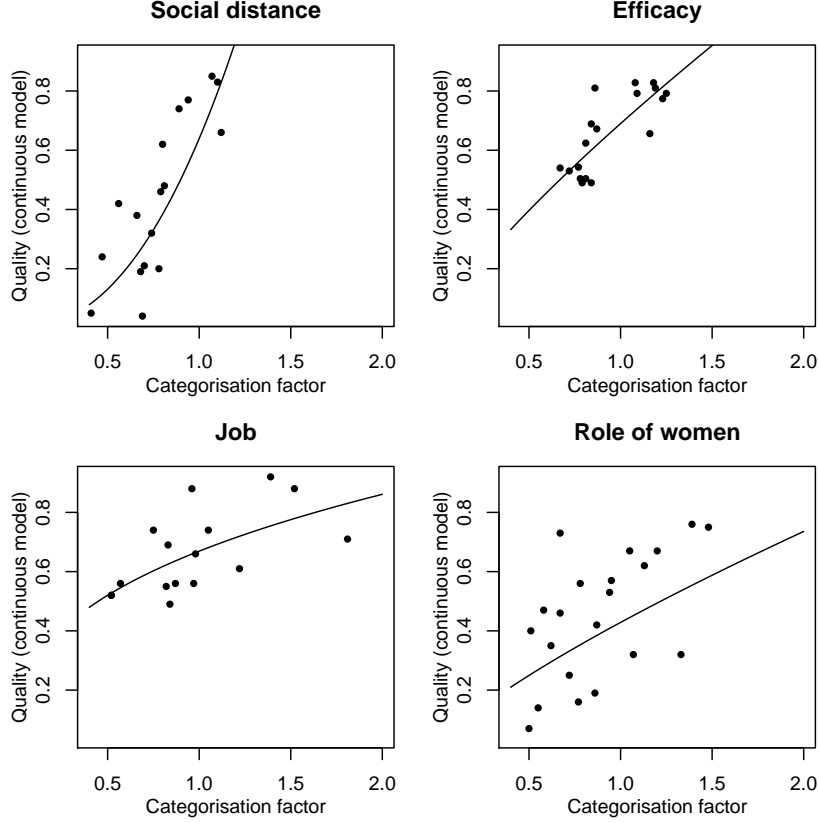 Social distance
Quality (continuous model)
0.2 0.4 0.6 0.8
0.5 1.0 1.5 2.0
Categorisation factor
Efficacy
Quality (continuous model)
0.2 0.4 0.6 0.8
0.5 1.0 1.5 2.0
Categorisation factor
Job
Quality (continuous model)
0.2 0.4 0.6 0.8
0.5 1.0 1.5 2.0
Categorisation factor
Role of women
Quality (continuous model)
0.2 0.4 0.6 0.8
0.5 1.0 1.5 2.0
Categorisation factor